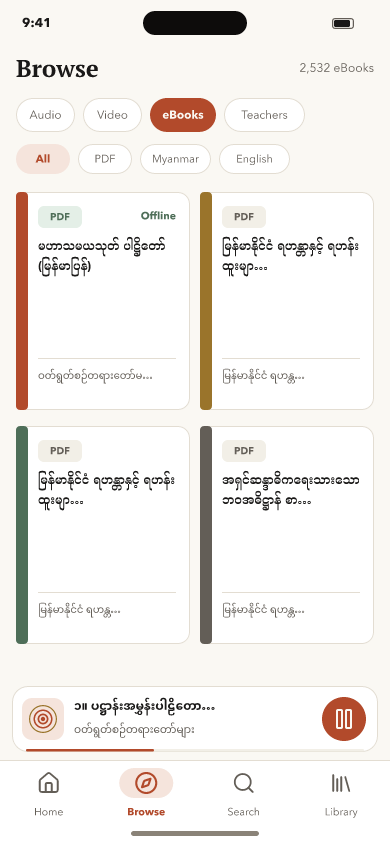 9:41
Browse
2,532 eBooks
Audio
Video
eBooks
Teachers
All
PDF
Myanmar
English
PDF
Offline
မဟာသမယသုတ် ပါဠိတော်
(မြန်မာပြန်)
ဝတ်ရွတ်စဉ်တရားတော်မ...
PDF
မြန်မာနိုင်ငံ ရဟန္တာနှင့် ရဟန်း
ထူးမျာ...
မြန်မာနိုင်ငံ ရဟန္တ...
PDF
မြန်မာနိုင်ငံ ရဟန္တာနှင့် ရဟန်း
ထူးမျာ...
မြန်မာနိုင်ငံ ရဟန္တ...
PDF
အရှင်ဆန္ဒာဓိကရေးသားသော
ဘဝအဓိဋ္ဌာန် စာ...
မြန်မာနိုင်ငံ ရဟန္တ...
၁။ ပဋ္ဌာန်းအမွှန်းပါဠိတော...
ဝတ်ရွတ်စဉ်တရားတော်များ
Home
Browse
Search
Library